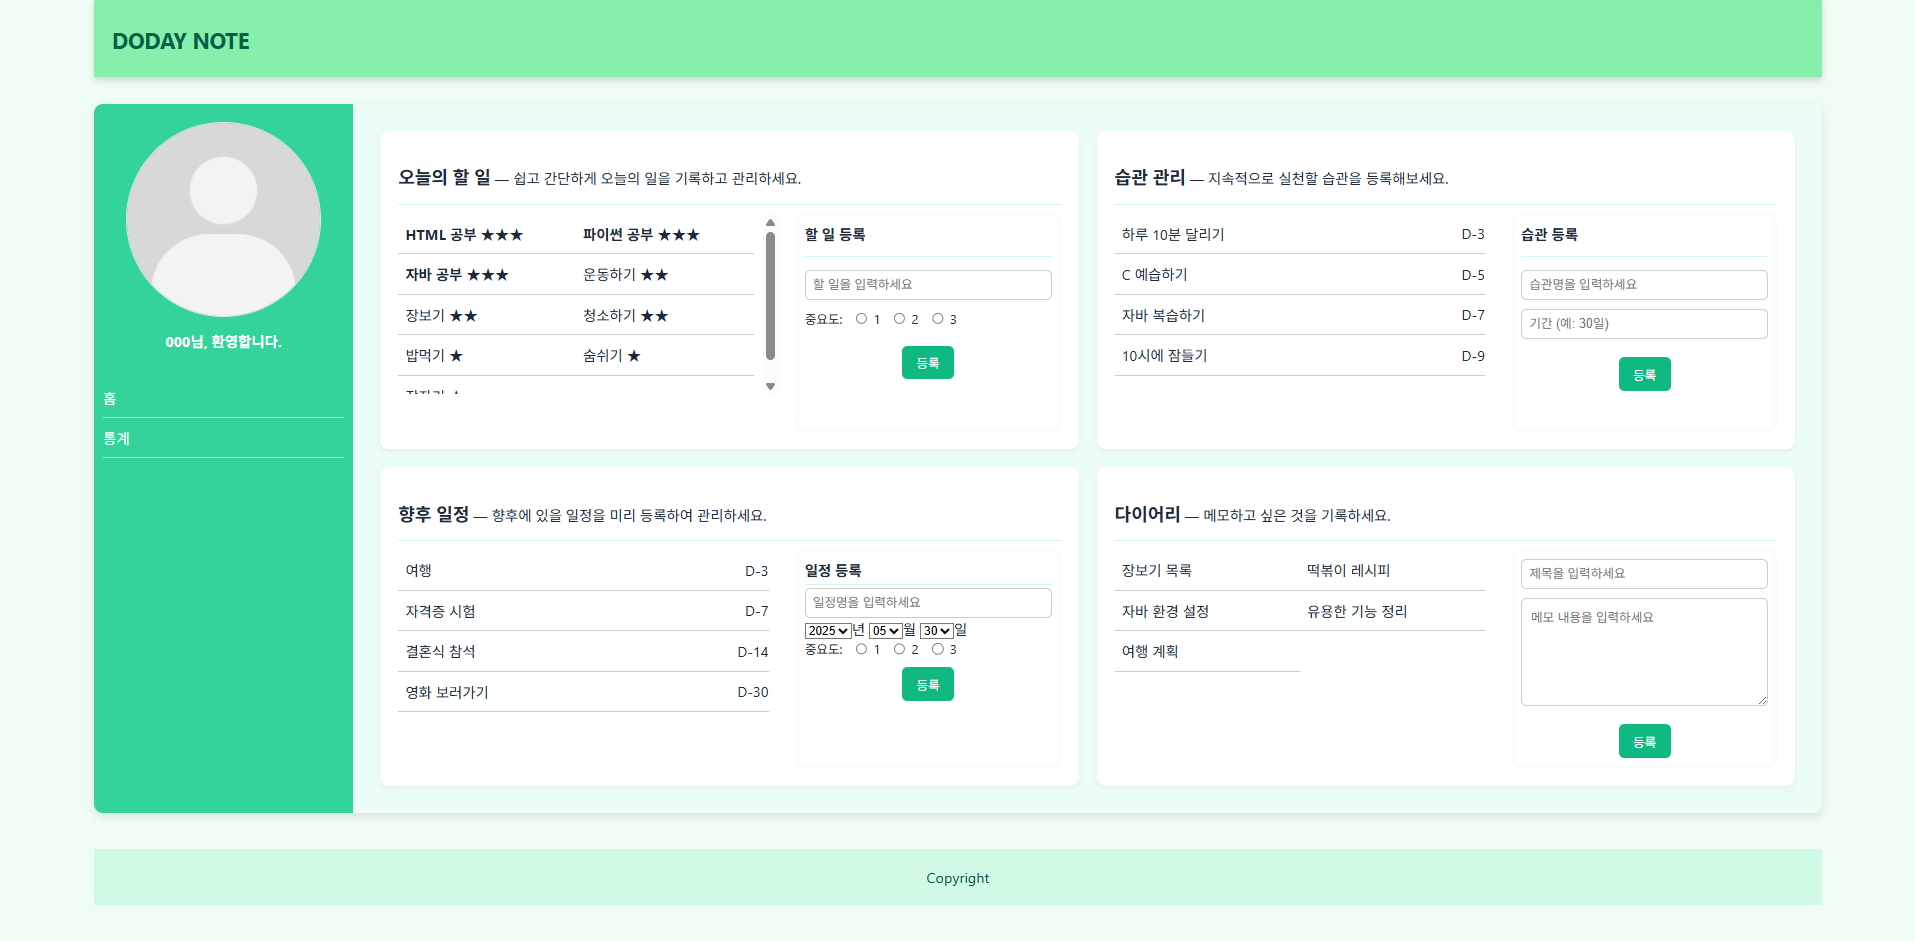 DODAY NOTE
000님, 환영합니다.
홈
통계
오늘의 할 일 — 쉽고 간단하게 오늘의 일을 기록하고 관리하세요.
HTML 공부 ★★★
파이썬 공부 ★★★
자바 공부 ★★★
운동하기 ★★
장보기 ★★
청소하기 ★★
밥먹기 ★
숨쉬기 ★
할 일 등록
할 일을 입력하세요
중요도: 1 2 3
등록
습관 관리 — 지속적으로 실천할 습관을 등록해보세요.
하루 10분 달리기 D-3
C 예습하기 D-5
자바 복습하기 D-7
10시에 잠들기 D-9
습관 등록
습관명을 입력하세요
기간 (예: 30일)
등록
향후 일정 — 향후에 있을 일정을 미리 등록하여 관리하세요.
여행 D-3
자격증 시험 D-7
결혼식 참석 D-14
영화 보러가기 D-30
일정 등록
일정명을 입력하세요
2025년 05월 30일
중요도: 1 2 3
등록
다이어리 — 메모하고 싶은 것을 기록하세요.
장보기 목록
떡볶이 레시피
자바 환경 설정
유용한 기능 정리
여행 계획
제목을 입력하세요
메모 내용을 입력하세요
등록
Copyright